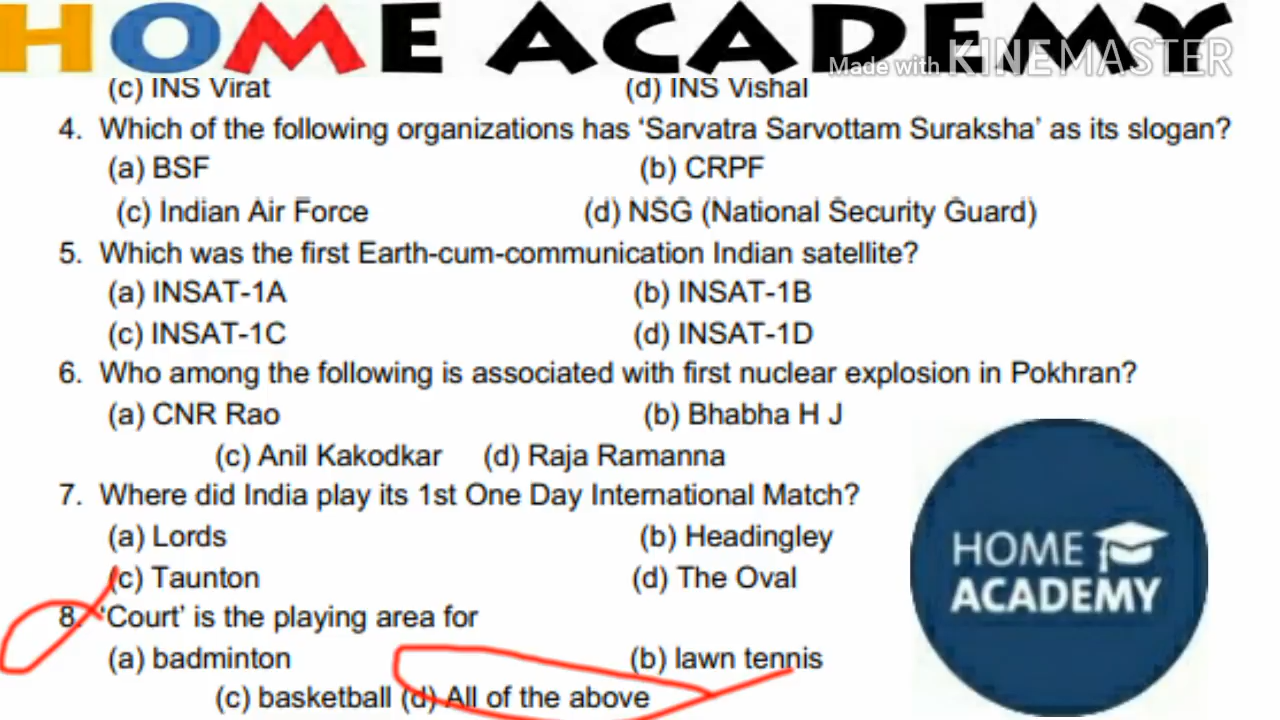 HOME ACADEMY
Made with KINEMASTER
(c) INS Virat (d) INS Vishal
4. Which of the following organizations has ‘Sarvatra Sarvottam Suraksha’ as its slogan?
(a) BSF (b) CRPF
(c) Indian Air Force (d) NSG (National Security Guard)
5. Which was the first Earth-cum-communication Indian satellite?
(a) INSAT-1A (b) INSAT-1B
(c) INSAT-1C (d) INSAT-1D
6. Who among the following is associated with first nuclear explosion in Pokhran?
(a) CNR Rao (b) Bhabha H J
(c) Anil Kakodkar (d) Raja Ramanna
7. Where did India play its 1st One Day International Match?
(a) Lords (b) Headingley
(c) Taunton (d) The Oval
8. ‘Court’ is the playing area for
(a) badminton (b) lawn tennis
(c) basketball (d) All of the above
HOME
ACADEMY